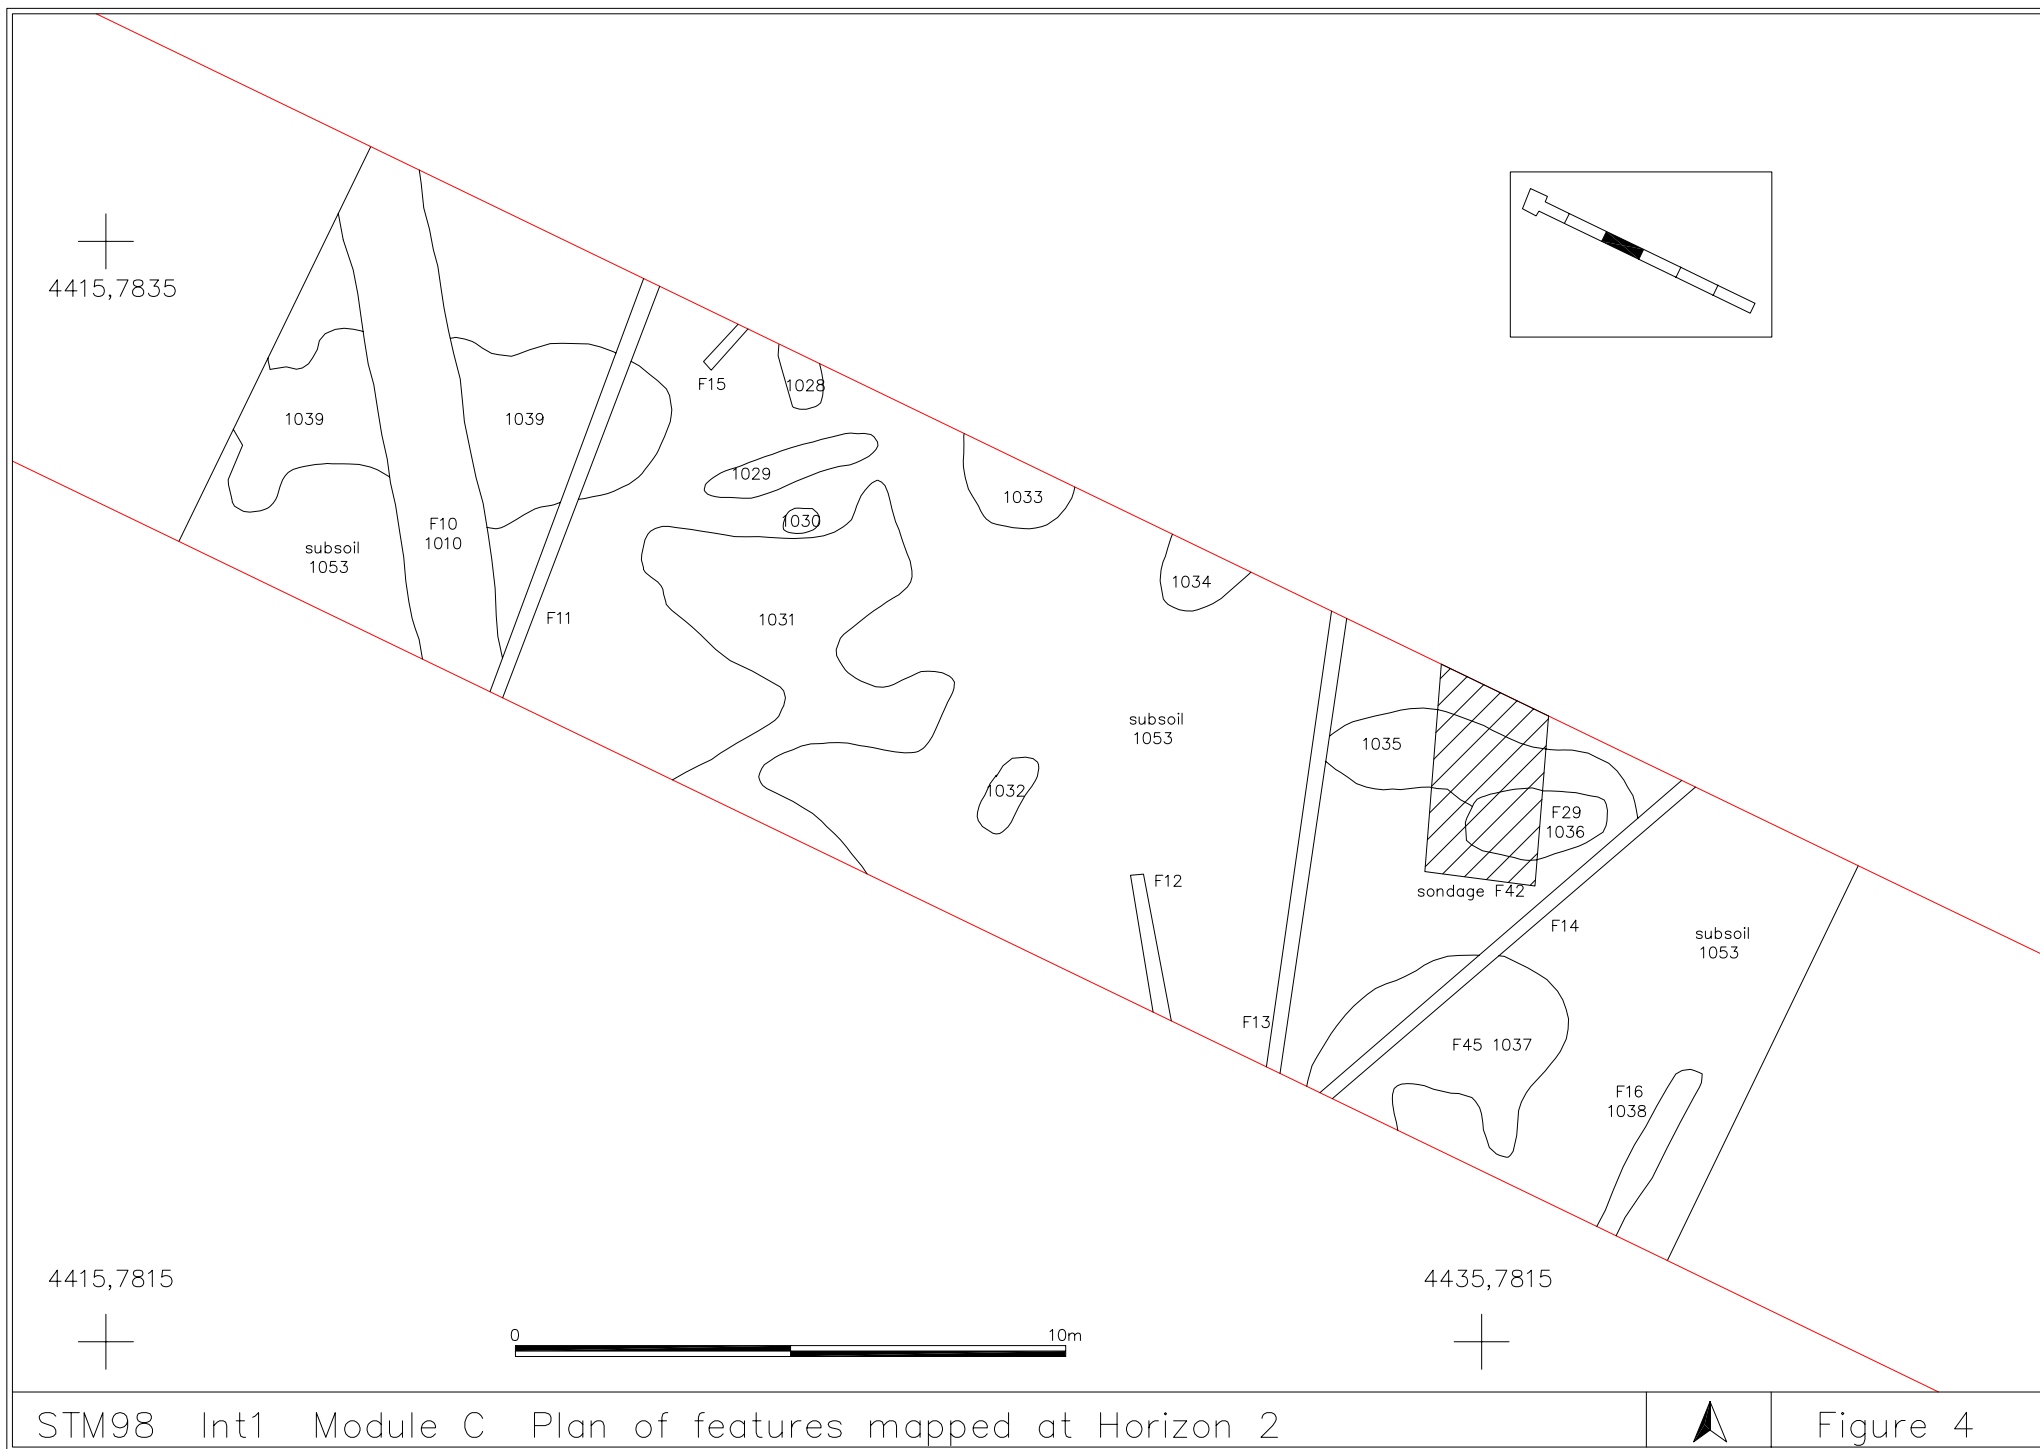 4415,7835
F15
1028
1039
1039
1029
1033
F10
1010
1030
subsoil
1053
1034
F11
1031
subsoil
1053
1035
1032
F29
1036
F12
sondage F42
F14
subsoil
1053
F13
F45 1037
F16
1038
4415,7815
4435,7815
0
10m
STM98 Int1 Module C Plan of features mapped at Horizon 2
Figure 4